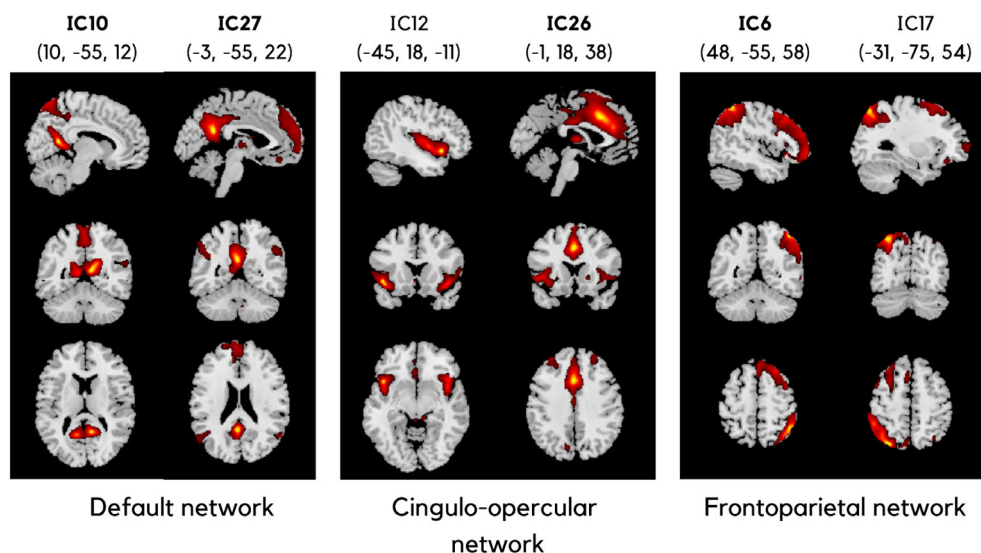 IC10 IC27 IC12 IC26 IC6 IC17
(10, -55, 12) (-3, -55, 22) (-45, 18, -11) (-1, 18, 38) (48, -55, 58) (-31, -75, 54)
Default network Cingulo-opercular Frontoparietal network
network